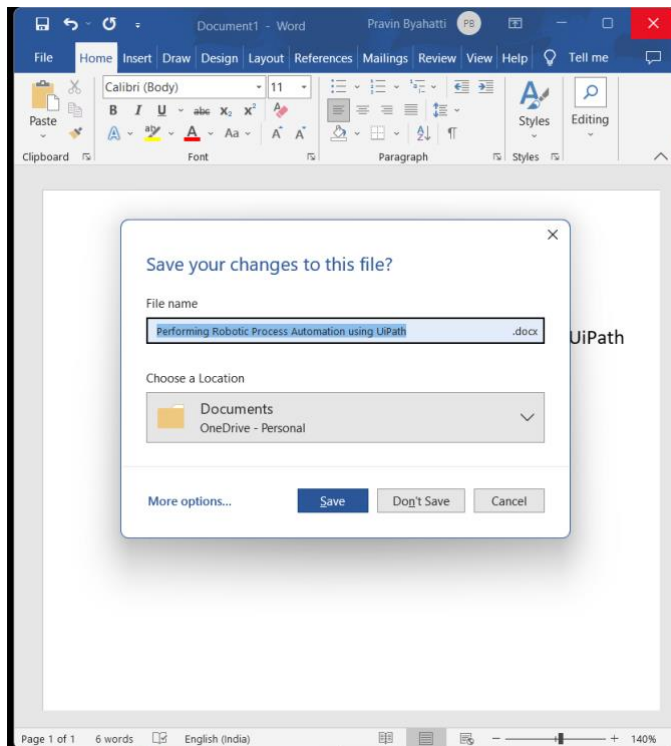 Document1 - Word
Pravin Byahatti
PB
File Home Insert Draw Design Layout References Mailings Review View Help Tell me
Paste
Calibri (Body) 11
B I U abc X₂ X²
A aby A Aa A A
Styles
Editing
Clipboard Font Paragraph Styles
Save your changes to this file?
File name
Performing Robotic Process Automation using UiPath .docx
UiPath
Choose a Location
Documents
OneDrive - Personal
More options... Save Don't Save Cancel
Page 1 of 1 6 words English (India) 140%